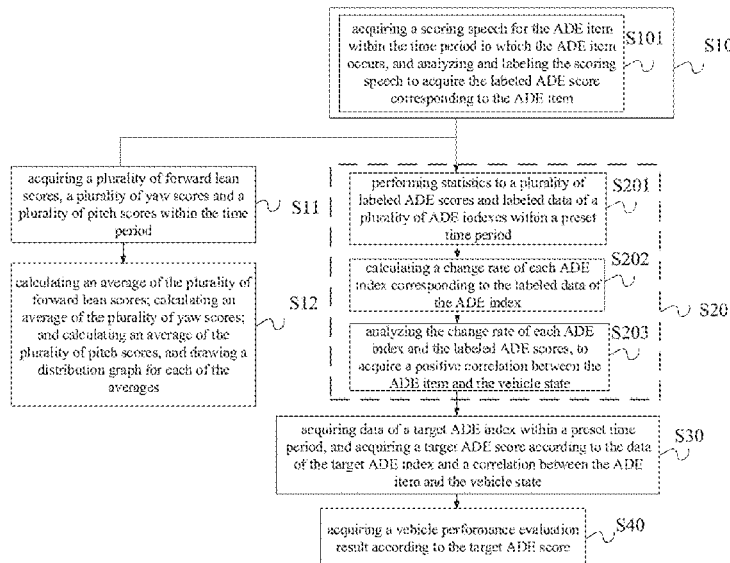 acquiring a scoring speech for the ADE item
within the time period in which the ADE item
occurs, and analyzing and labeling the scoring
speech to acquire the labeled ADE score
corresponding to the ADE item
S101
S10
acquiring a plurality of forward lean
scores, a plurality of yaw scores and a
plurality of pitch scores within the time
period
S11
calculating an average of the plurality of
forward lean scores; calculating an
average of the plurality of yaw scores;
and calculating an average of the
plurality of pitch scores, and drawing a
distribution graph for each of the
averages
S12
performing statistics to a plurality of
labeled ADE scores and labeled data of a
plurality of ADE indexes within a preset
time period
S201
calculating a change rate of each ADE
index corresponding to the labeled data of
the ADE index
S202
analyzing the change rate of each ADE
index and the labeled ADE scores, to
acquire a positive correlation between the
ADE item and the vehicle state
S203
S20
acquiring data of a target ADE index within a preset time
period, and acquiring a target ADE score according to the data
of the target ADE index and a correlation between the ADE
item and the vehicle state
S30
acquiring a vehicle performance evaluation
result according to the target ADE score
S40